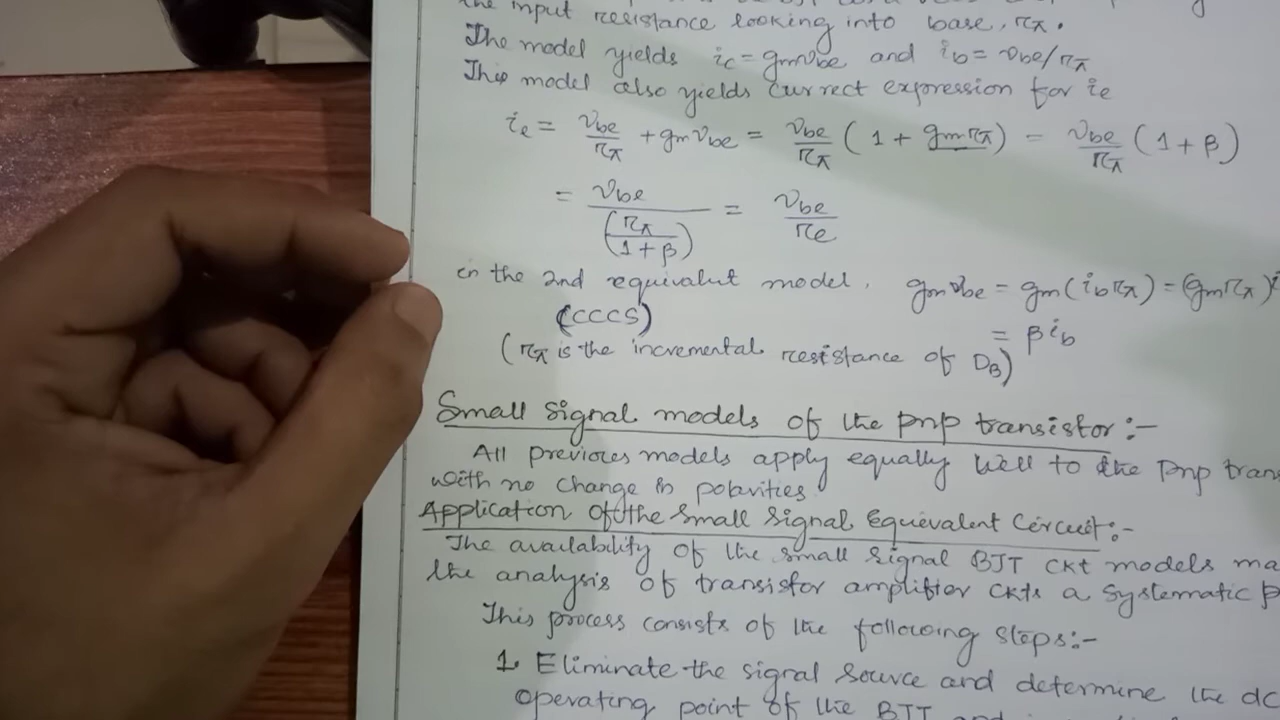 the input resistance looking into base, rπ.
The model yields ic = gmvbe and ib = vbe/rπ
This model also yields currect expression for ie
ie = vbe/rπ + gmvbe = vbe/rπ (1 + gmrπ) = vbe/rπ (1 + β)
= vbe/(rπ/(1+β)) = vbe/re
in the 2nd equivalent model, gmvbe = gm(ibrπ) = (gmrπ)i
(CCCS)
= βib
(rπ is the incremental resistance of DB)
Small signal models of the pnp transistor:-
All previous models apply equally well to the pnp tran
with no change in polarities
Application of the small signal Equivalent Circuit:-
The availability of the small signal BJT ckt models ma
the analysis of transistor amplifier ckts a systematic p
This process consists of the following steps:-
1. Eliminate the signal source and determine the dc
operating point of the BJT and